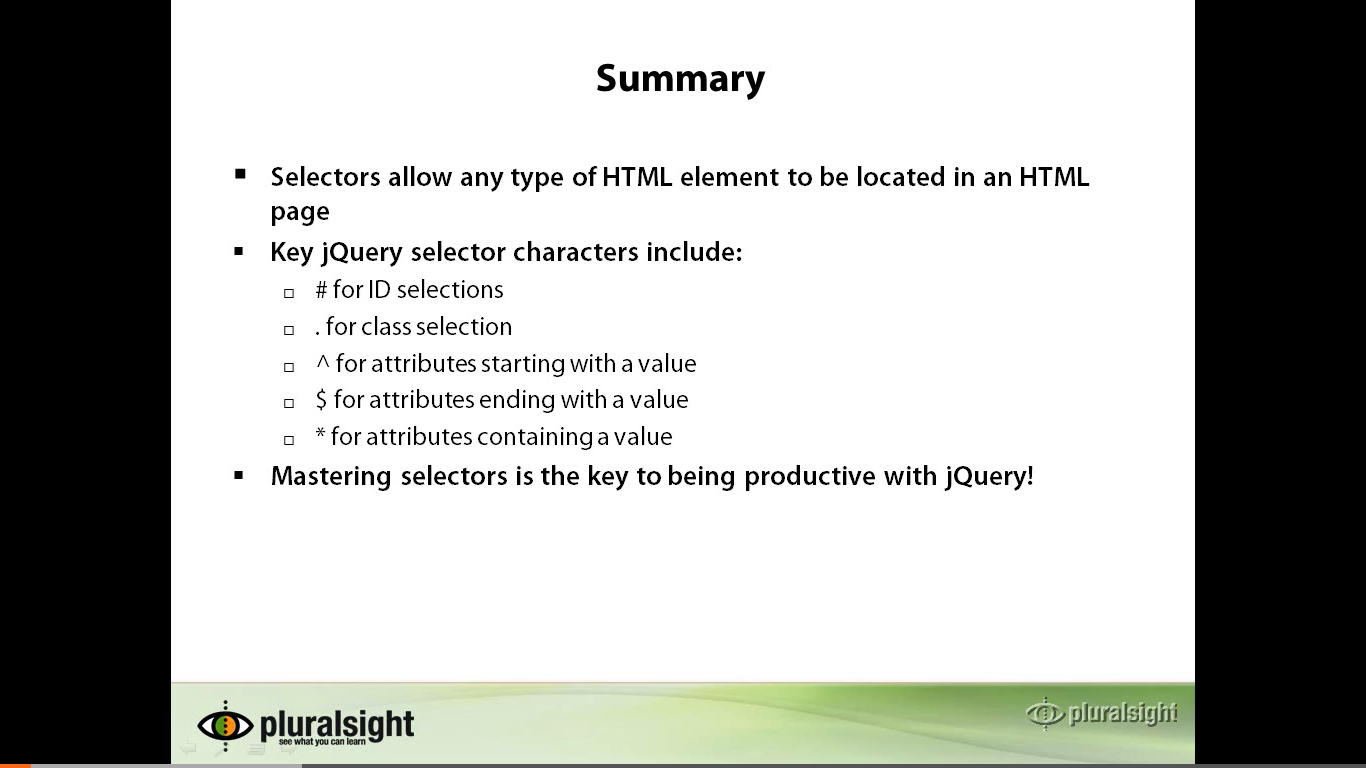 Summary
Selectors allow any type of HTML element to be located in an HTML
page
Key jQuery selector characters include:
# for ID selections
. for class selection
^ for attributes starting with a value
$ for attributes ending with a value
* for attributes containing a value
Mastering selectors is the key to being productive with jQuery!
pluralsight
see what you can learn
pluralsight